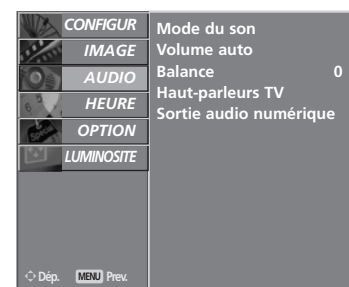 CONFIGUR
IMAGE
AUDIO
HEURE
OPTION
LUMINOSITE
Mode du son
Volume auto
Balance 0
Haut-parleurs TV
Sortie audio numérique
Dép. MENU Prev.